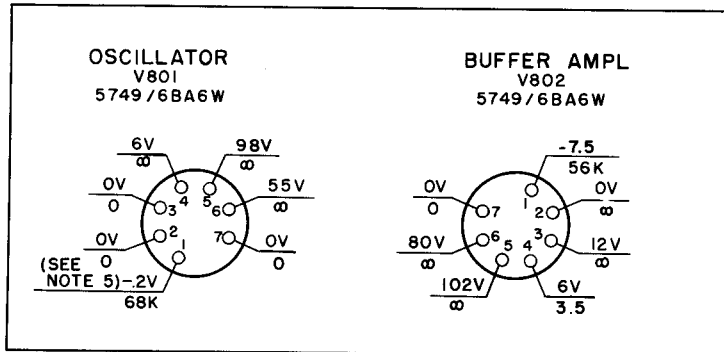 OSCILLATOR
V801
5749/6BA6W
6V
∞
98V
∞
0V
0
55V
∞
0V
0
0V
0
(SEE
NOTE 5)-.2V
68K
4
5
3
6
2
7
1
BUFFER AMPL
V802
5749/6BA6W
-7.5
56K
0V
0
0V
∞
80V
∞
12V
∞
102V
∞
6V
3.5
1
7
2
6
3
5
4